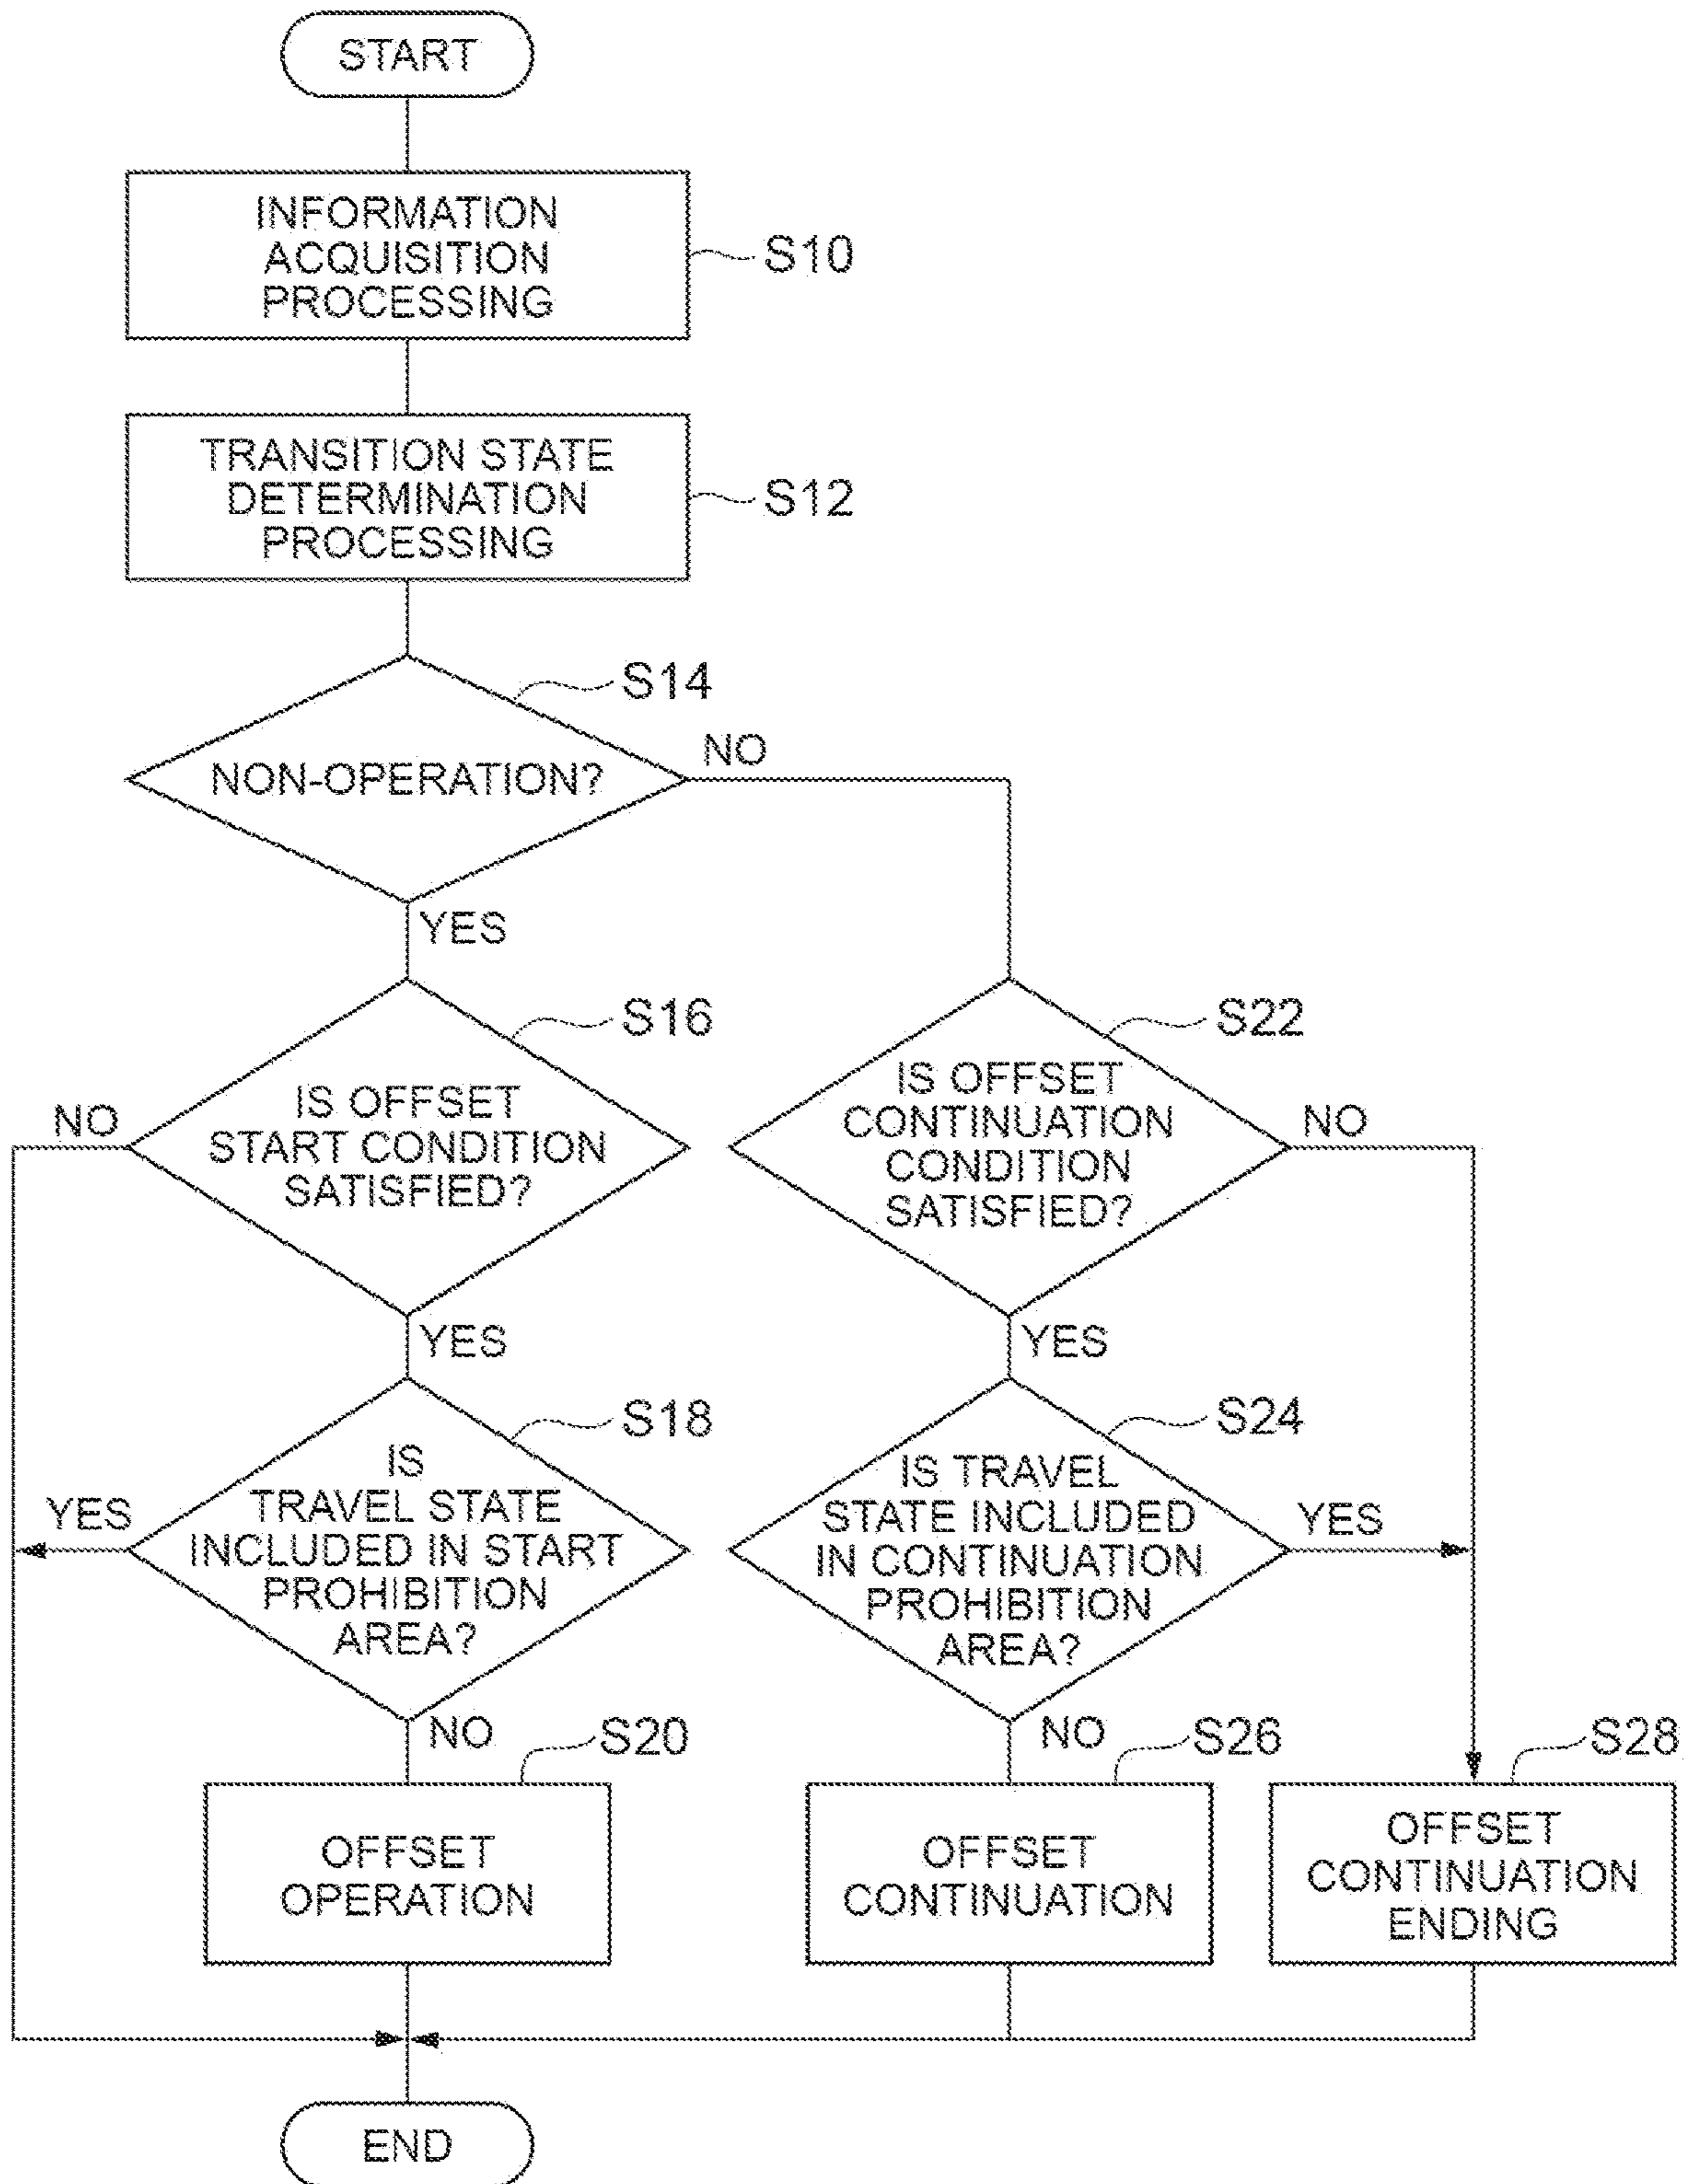 START
INFORMATION
ACQUISITION
PROCESSING
S10
TRANSITION STATE
DETERMINATION
PROCESSING
S12
S14
NON-OPERATION?
NO
YES
S16
IS OFFSET
START CONDITION
SATISFIED?
NO
YES
S22
IS OFFSET
CONTINUATION
CONDITION
SATISFIED?
NO
YES
S18
IS
TRAVEL STATE
INCLUDED IN START
PROHIBITION
AREA?
YES
NO
S24
IS TRAVEL
STATE INCLUDED
IN CONTINUATION
PROHIBITION
AREA?
YES
NO
S20
OFFSET
OPERATION
S26
OFFSET
CONTINUATION
S28
OFFSET
CONTINUATION
ENDING
END